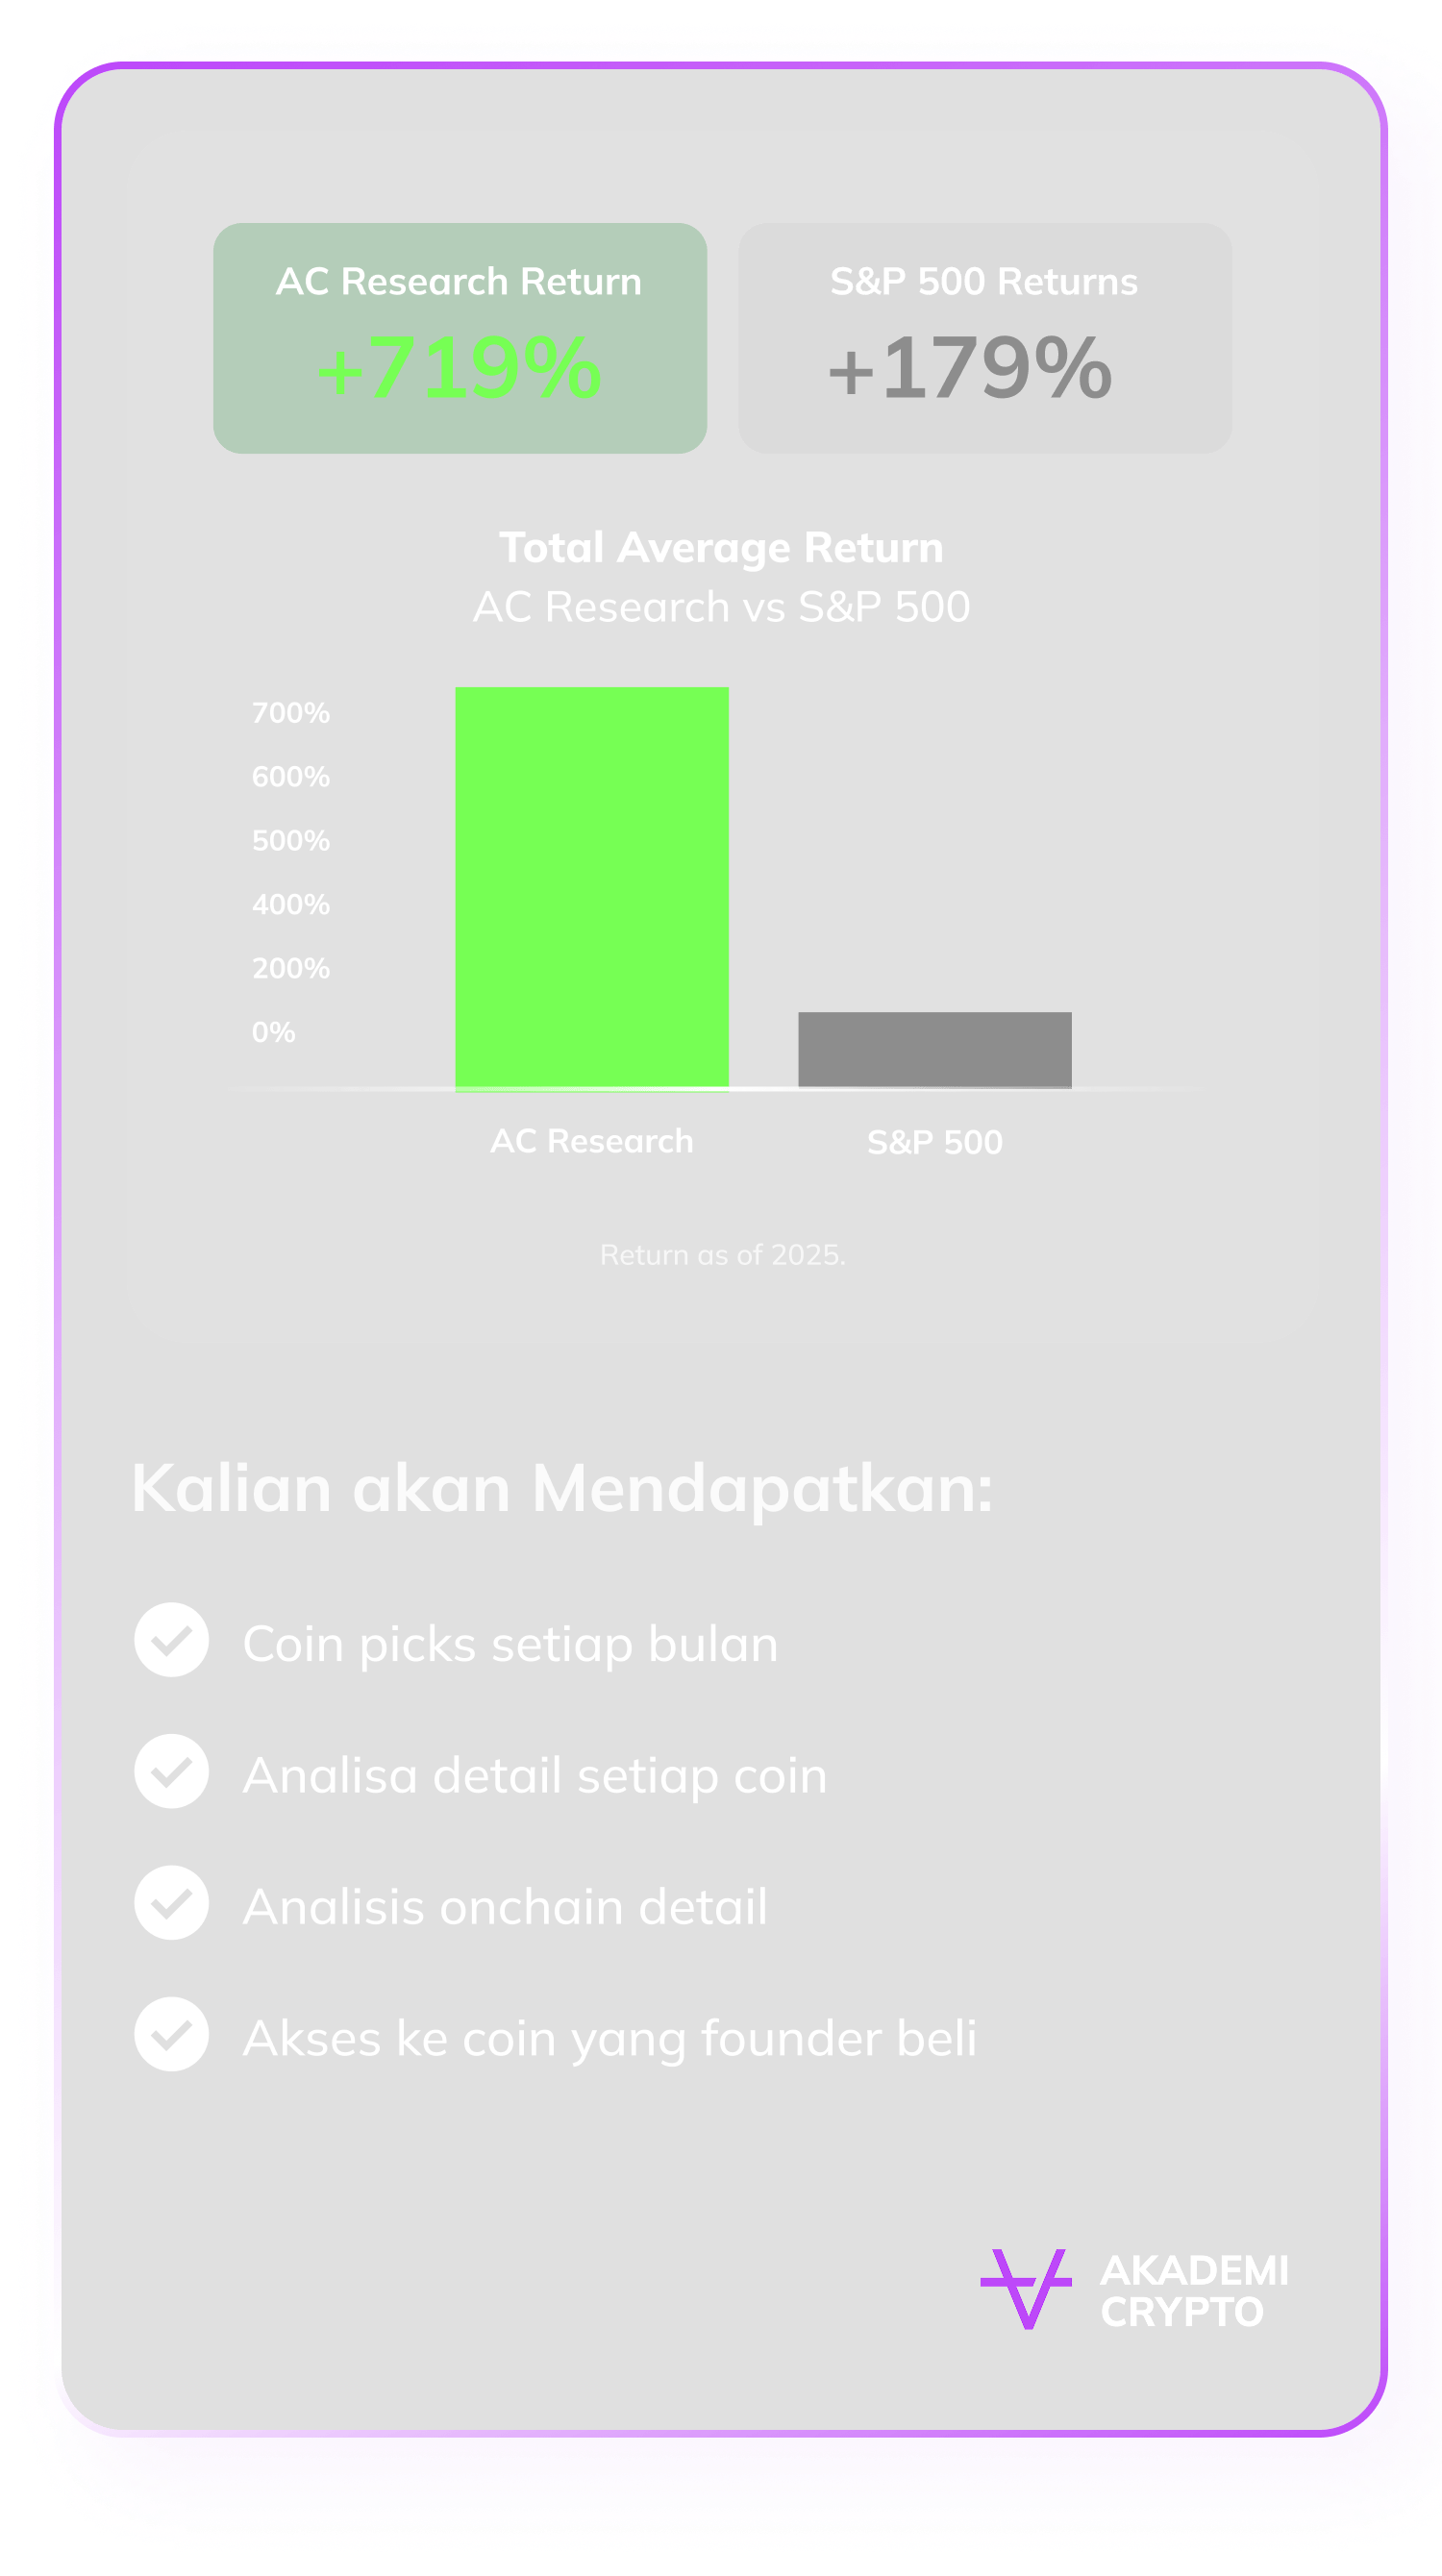 AC Research Return
+719%
S&P 500 Returns
+179%
Total Average Return
AC Research vs S&P 500
700%
600%
500%
400%
200%
0%
AC Research
S&P 500
Return as of 2025.
Kalian akan Mendapatkan:
Coin picks setiap bulan
Analisa detail setiap coin
Analisis onchain detail
Akses ke coin yang founder beli
AKADEMI
CRYPTO